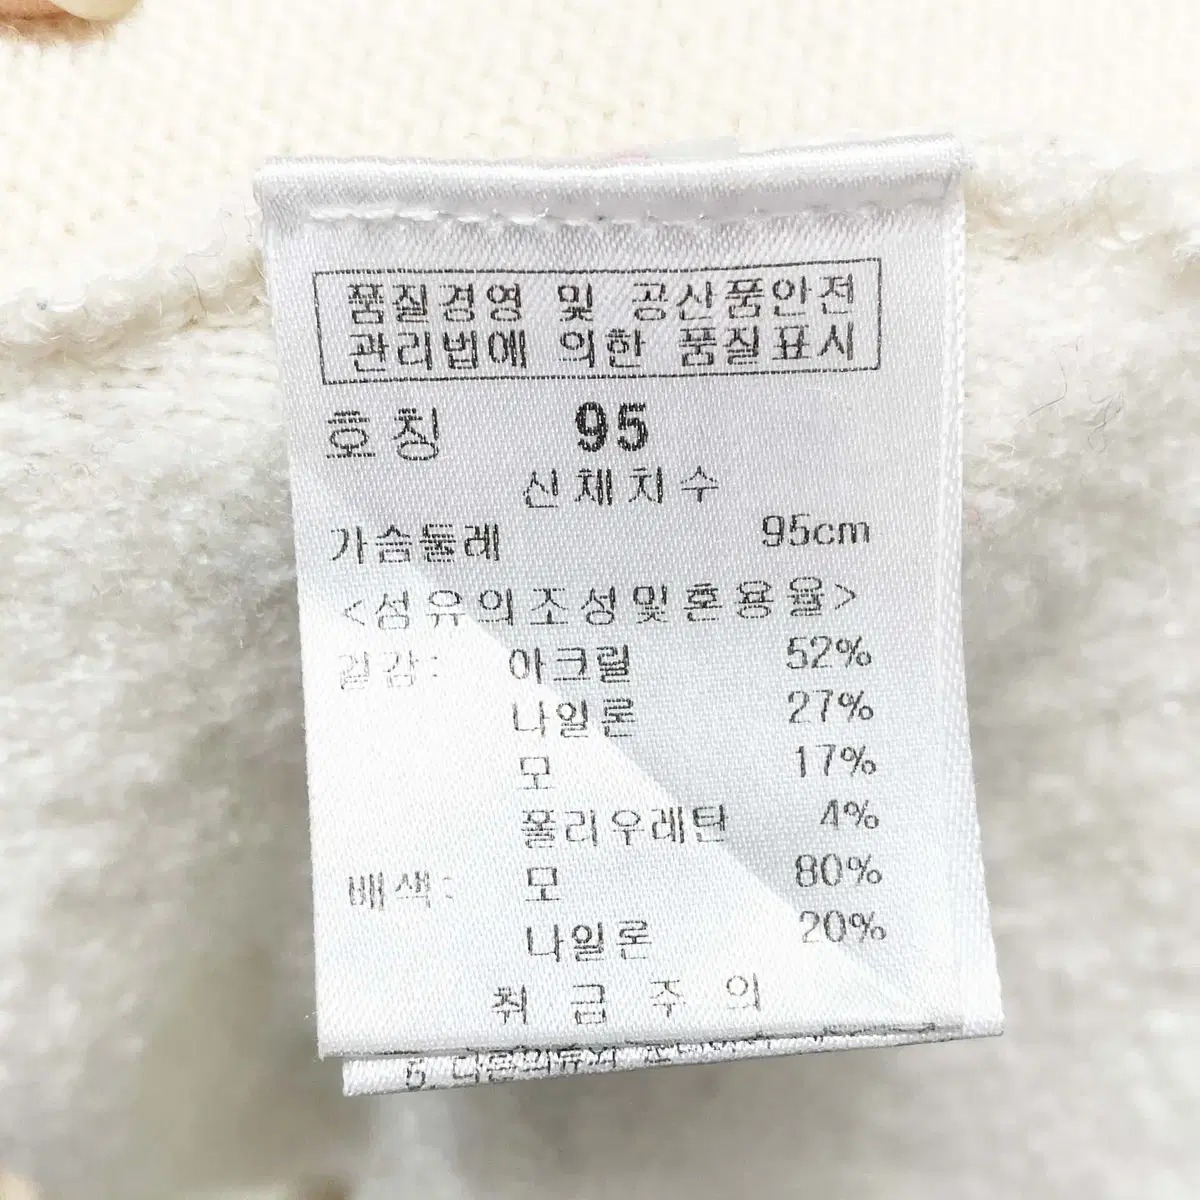 품질경영 및 공산품안전
관리법에 의한 품질표시
호칭 95
신체치수
가슴둘레 95cm
<섬유의조성및혼용율>
겉감: 아크릴 52%
나일론 27%
모 17%
폴리우레탄 4%
배색: 모 80%
나일론 20%
취급주의